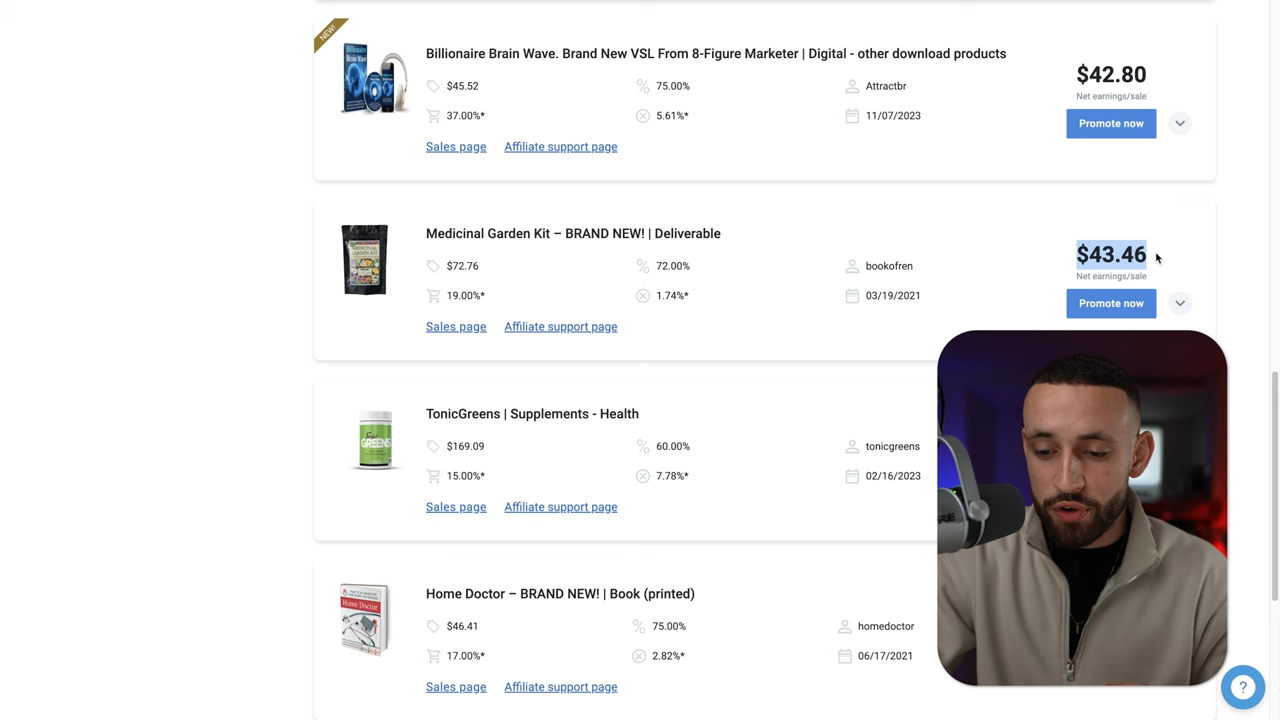 NEW!
Billionaire Brain Wave. Brand New VSL From 8-Figure Marketer | Digital - other download products
$45.52 75.00% Attractbr
37.00%* 5.61%* 11/07/2023
Sales page Affiliate support page
$42.80
Net earnings/sale
Promote now
Medicinal Garden Kit – BRAND NEW! | Deliverable
$72.76 72.00% bookofren
19.00%* 1.74%* 03/19/2021
Sales page Affiliate support page
$43.46
Net earnings/sale
Promote now
TonicGreens | Supplements - Health
$169.09 60.00% tonicgreens
15.00%* 7.78%* 02/16/2023
Sales page Affiliate support page
GREENS
Home Doctor – BRAND NEW! | Book (printed)
$46.41 75.00% homedoctor
17.00%* 2.82%* 06/17/2021
Sales page Affiliate support page
Home Doctor
?